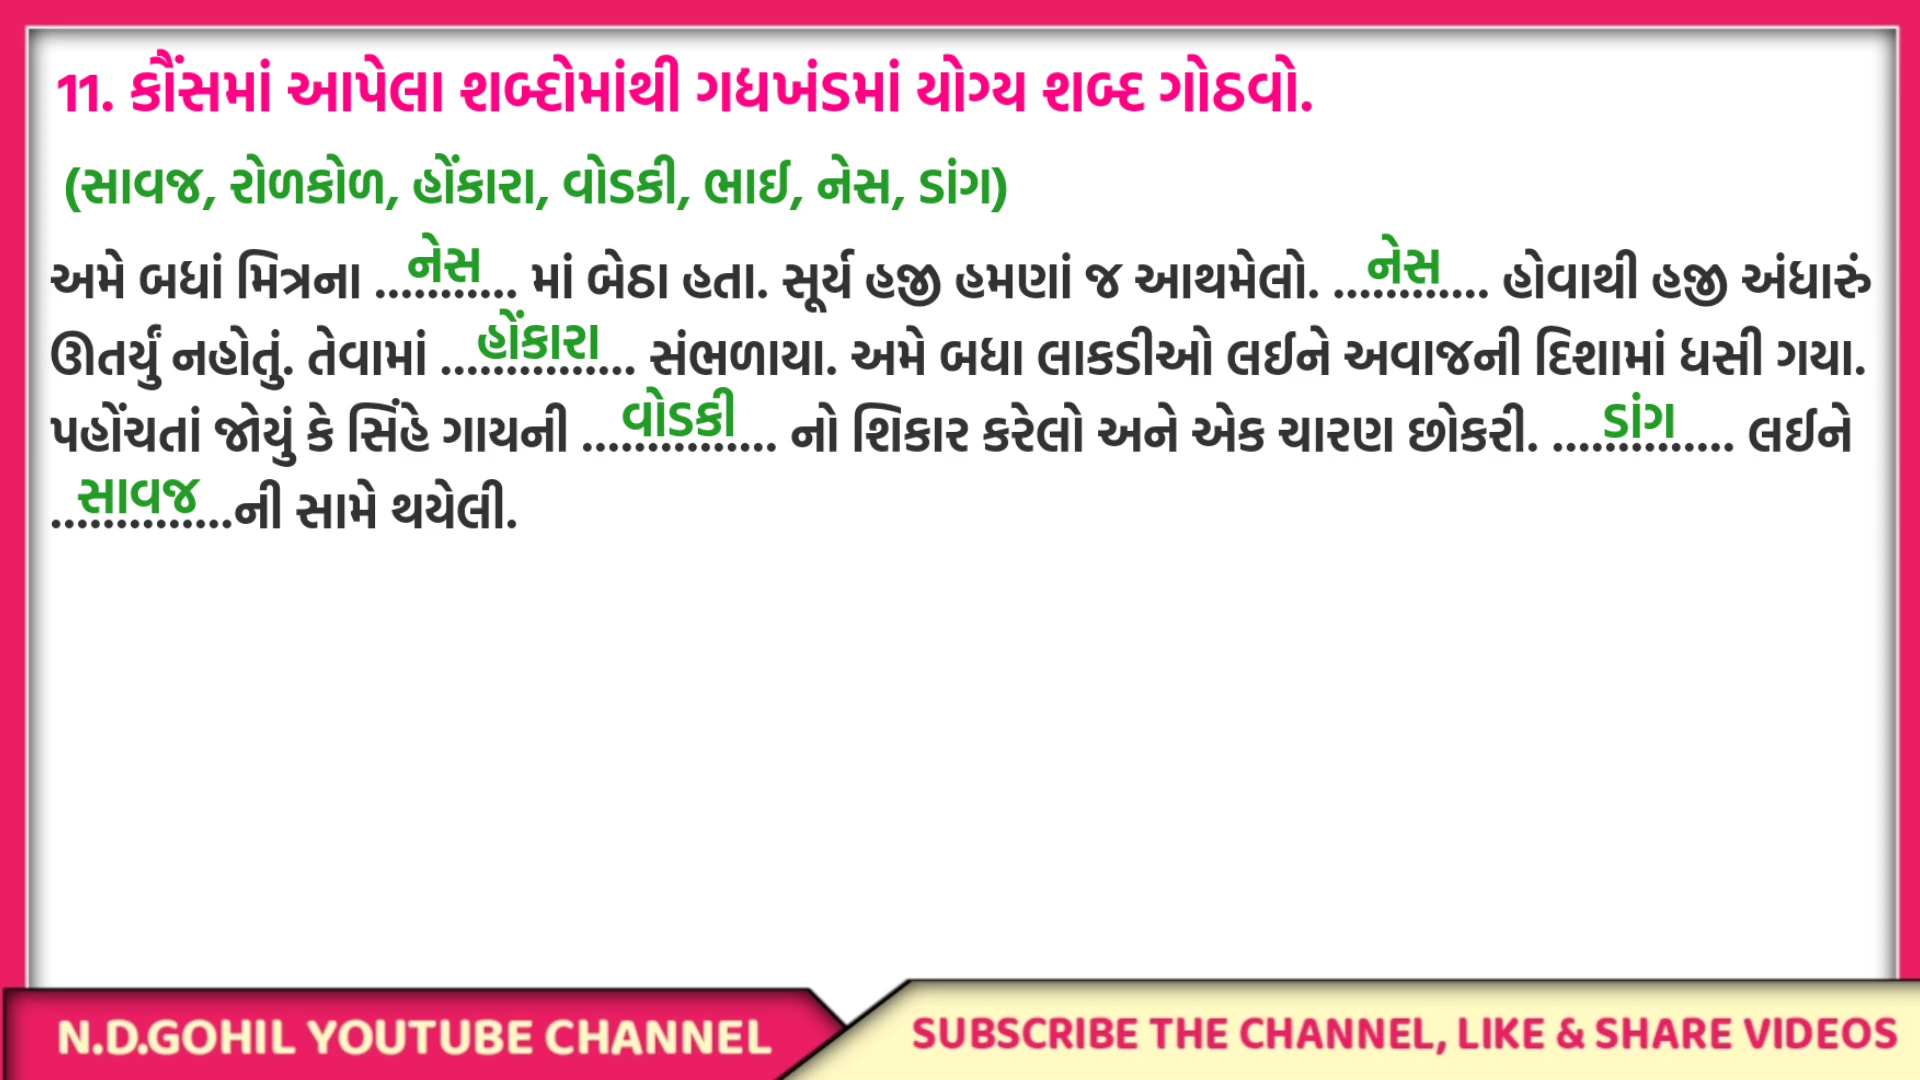 11. કૌંસમાં આપેલા શબ્દોમાંથી ગદ્યખંડમાં યોગ્ય શબ્દ ગોઠવો.
(સાવજ, રોળકોળ, હોંકારા, વોડકી, ભાઈ, નેસ, ડાંગ)
અમે બધાં મિત્રના ....નેસ.... માં બેઠા હતા. સૂર્ય હજી હમણાં જ આથમેલો. ....નેસ.... હોવાથી હજી અંધારું
ઊતર્યું નહોતું. તેવામાં ....હોંકારા.... સંભળાયા. અમે બધા લાકડીઓ લઈને અવાજની દિશામાં ધસી ગયા.
પહોંચતાં જોયું કે સિંહે ગાયની ....વોડકી.... નો શિકાર કરેલો અને એક ચારણ છોકરી. ....ડાંગ.... લઈને
....સાવજ....ની સામે થયેલી.
N.D.GOHIL YOUTUBE CHANNEL
SUBSCRIBE THE CHANNEL, LIKE & SHARE VIDEOS